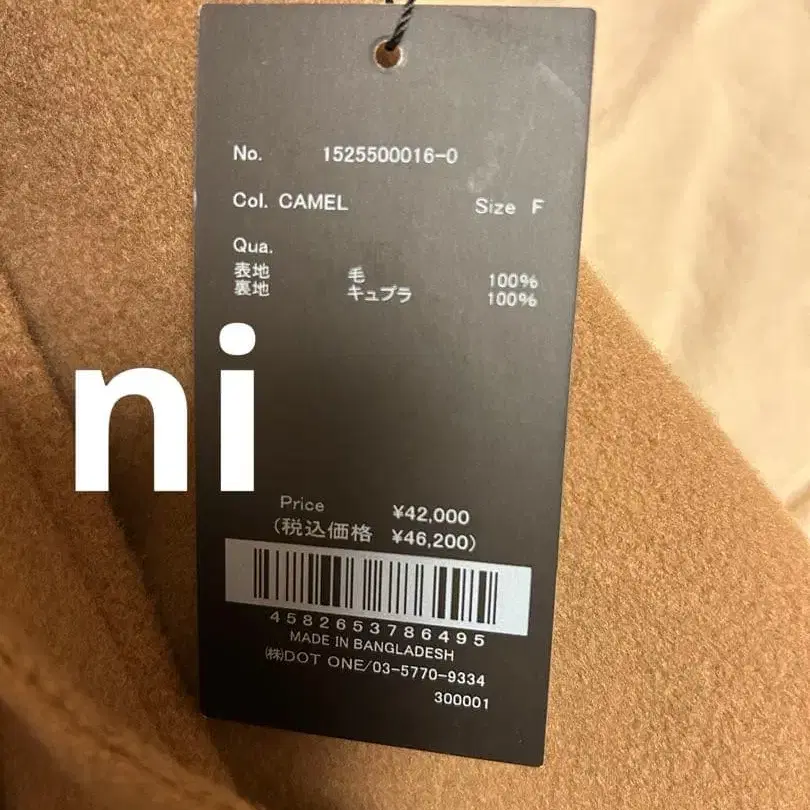 No. 1525500016-0
Col. CAMEL Size F
Qua.
表地 毛 100%
裏地 キュプラ 100%
ni
Price ¥42,000
(税込価格 ¥46,200)
4582653786495
MADE IN BANGLADESH
㈱DOT ONE/03-5770-9334
300001